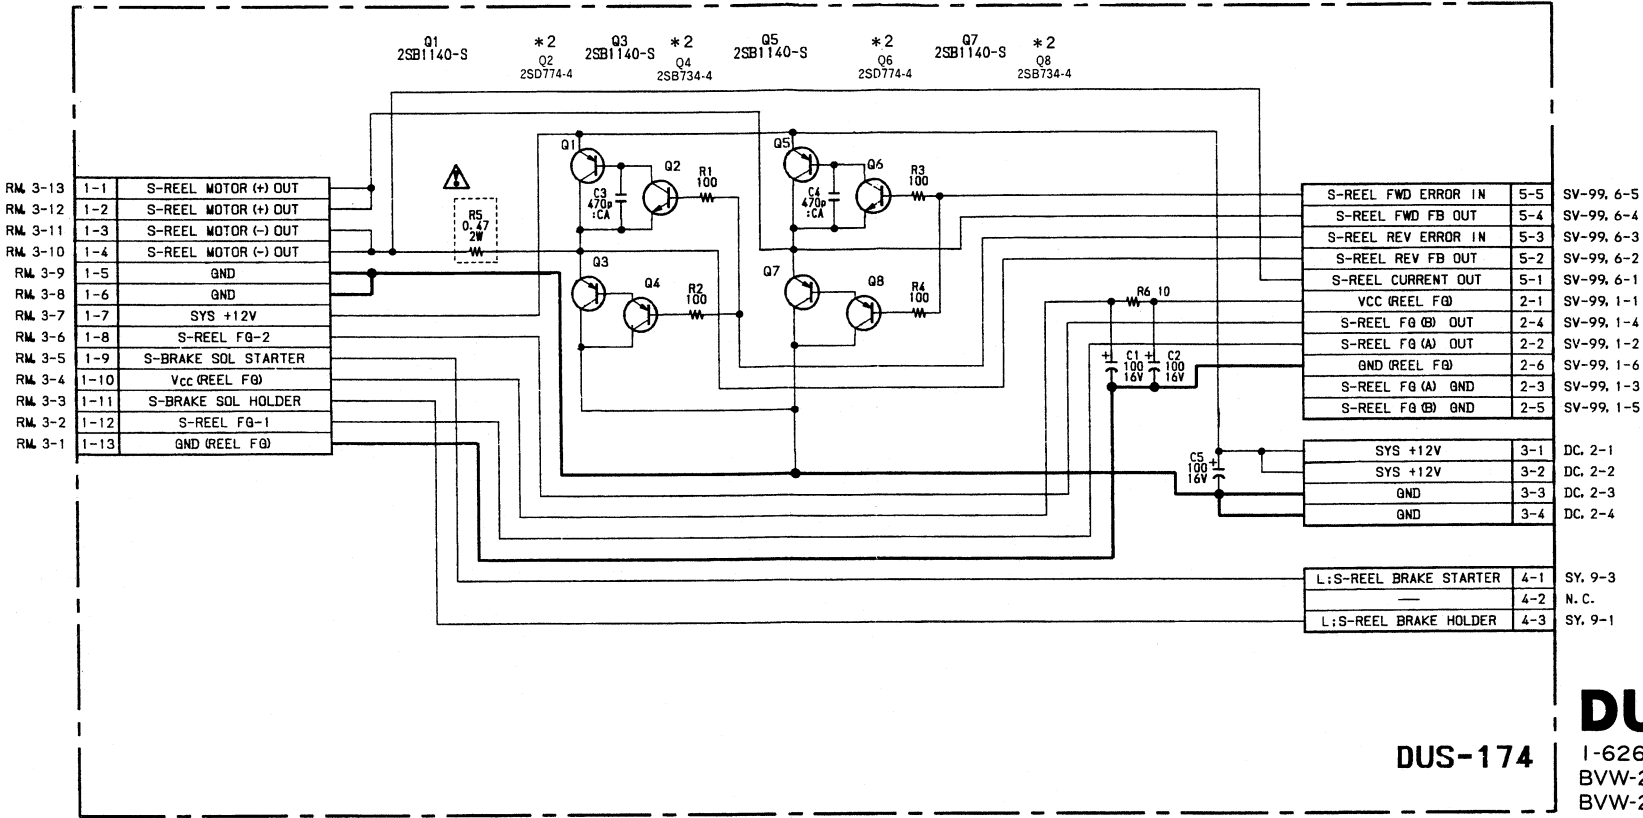 Q1
2SB1140-S
*2
Q2
2SD774-4
Q3
2SB1140-S
*2
Q4
2SB734-4
Q5
2SB1140-S
*2
Q6
2SD774-4
Q7
2SB1140-S
*2
Q8
2SB734-4
RM, 3-13 1-1 S-REEL MOTOR (+) OUT
RM, 3-12 1-2 S-REEL MOTOR (+) OUT
RM, 3-11 1-3 S-REEL MOTOR (-) OUT
RM, 3-10 1-4 S-REEL MOTOR (-) OUT
RM, 3-9 1-5 GND
RM, 3-8 1-6 GND
RM, 3-7 1-7 SYS +12V
RM, 3-6 1-8 S-REEL FG-2
RM, 3-5 1-9 S-BRAKE SOL STARTER
RM, 3-4 1-10 Vcc (REEL FG)
RM, 3-3 1-11 S-BRAKE SOL HOLDER
RM, 3-2 1-12 S-REEL FG-1
RM, 3-1 1-13 GND (REEL FG)
R5
0.47
2W
Q1
Q2
C3
470p
:CA
R1
100
Q3
Q4
R2
100
Q5
Q6
C4
470p
:CA
R3
100
Q7
Q8
R4
100
R6 10
+ C1
100
16V
+ C2
100
16V
C5
100 +
16V
S-REEL FWD ERROR IN 5-5 SV-99, 6-5
S-REEL FWD FB OUT 5-4 SV-99, 6-4
S-REEL REV ERROR IN 5-3 SV-99, 6-3
S-REEL REV FB OUT 5-2 SV-99, 6-2
S-REEL CURRENT OUT 5-1 SV-99, 6-1
VCC (REEL FG) 2-1 SV-99, 1-1
S-REEL FG (B) OUT 2-4 SV-99, 1-4
S-REEL FG (A) OUT 2-2 SV-99, 1-2
GND (REEL FG) 2-6 SV-99, 1-6
S-REEL FG (A) GND 2-3 SV-99, 1-3
S-REEL FG (B) GND 2-5 SV-99, 1-5
SYS +12V 3-1 DC, 2-1
SYS +12V 3-2 DC, 2-2
GND 3-3 DC, 2-3
GND 3-4 DC, 2-4
L;S-REEL BRAKE STARTER 4-1 SY, 9-3
— 4-2 N.C.
L;S-REEL BRAKE HOLDER 4-3 SY, 9-1
DUS-174
DU
1-626
BVW-2
BVW-2